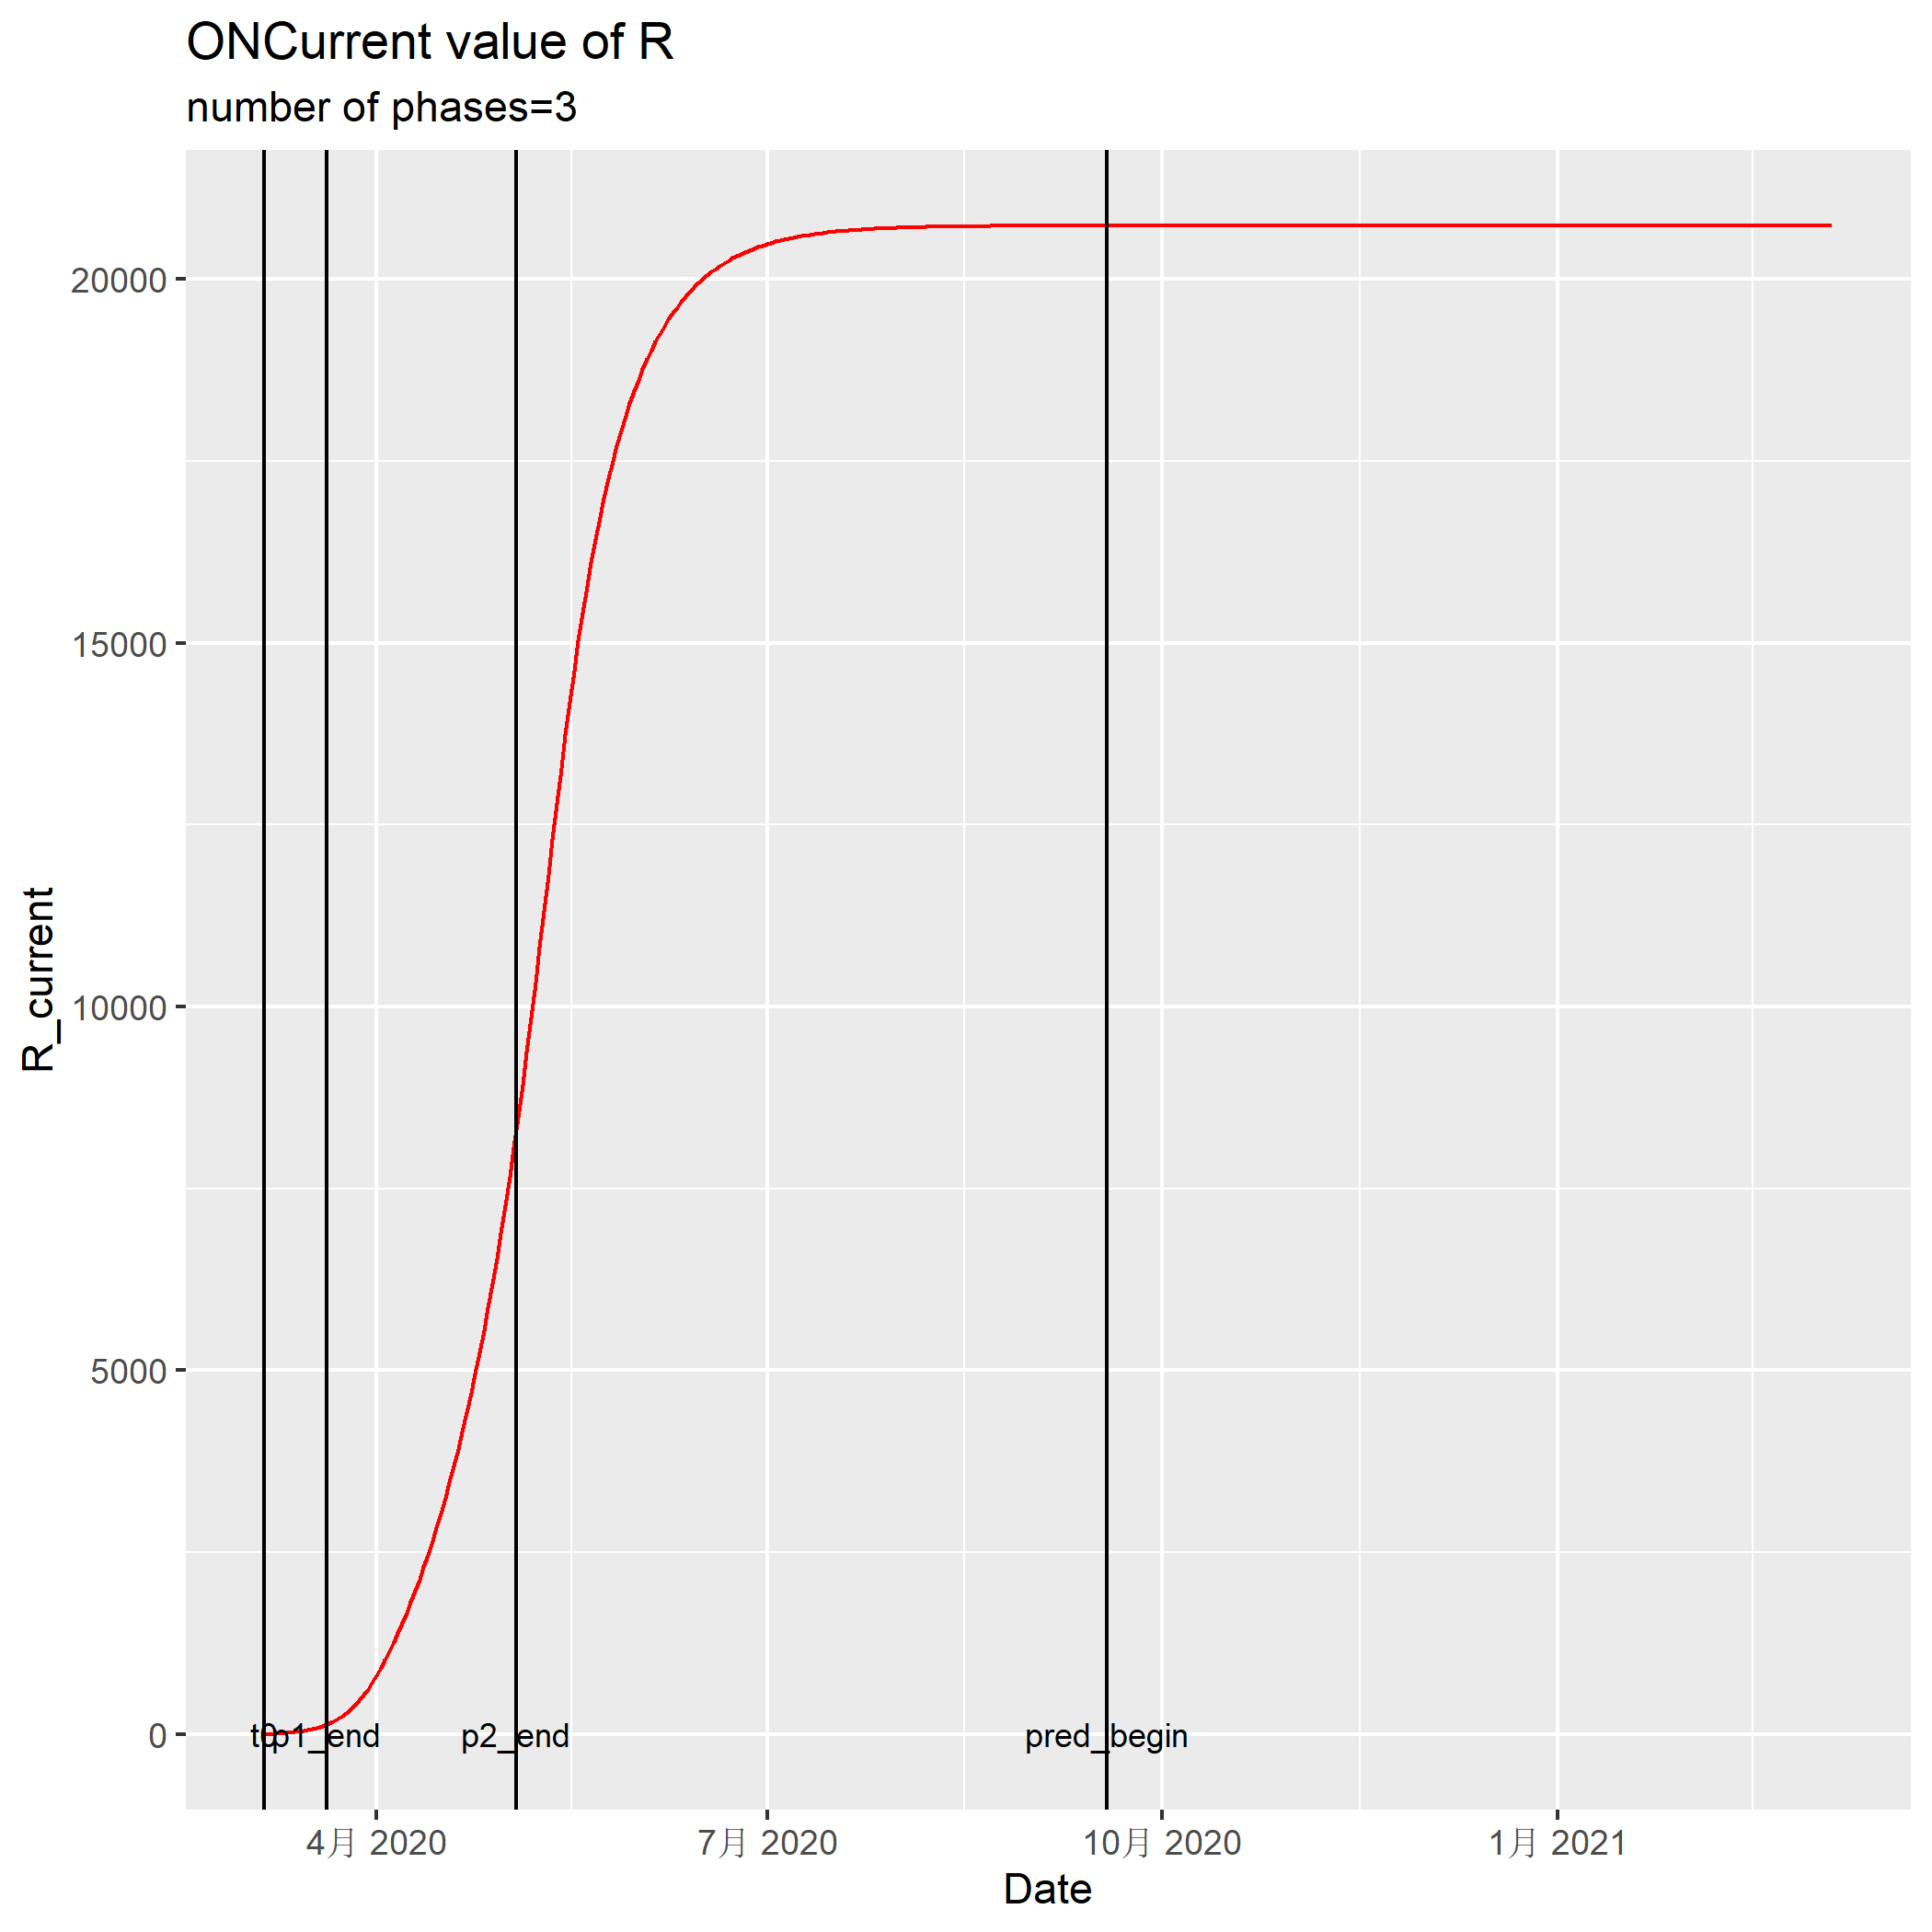 ONCurrent value of R
number of phases=3
R_current
20000
15000
10000
5000
0
t0
p1_end
p2_end
pred_begin
4月 2020
7月 2020
10月 2020
1月 2021
Date